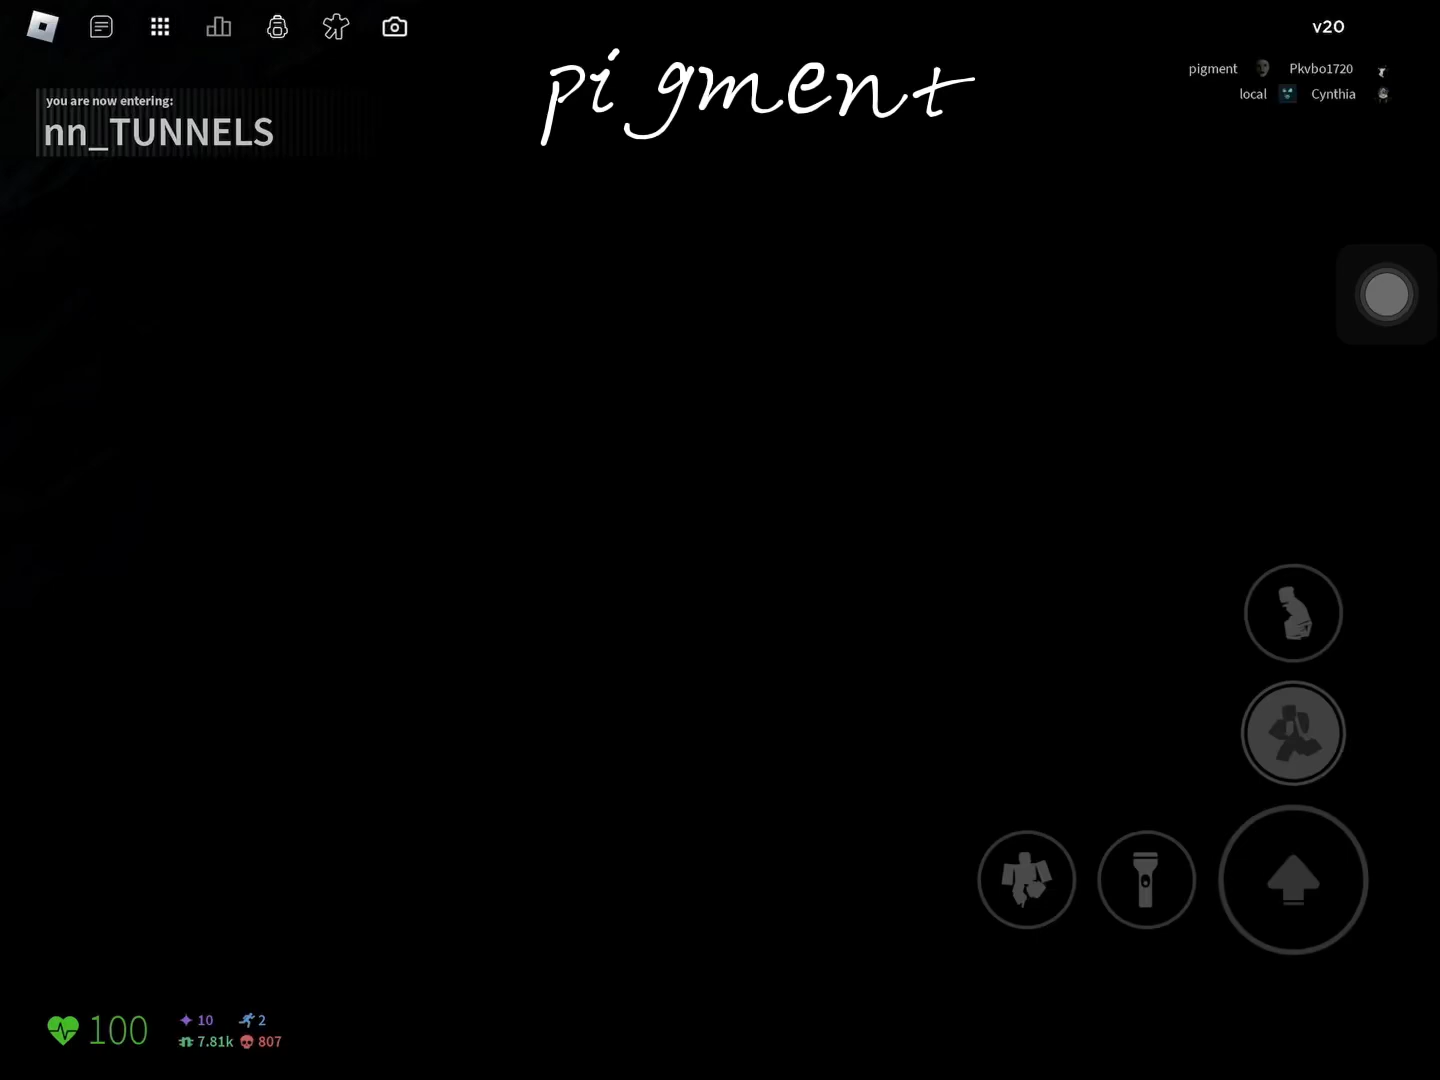 v20
pigment
pigment Pkvbo1720
local Cynthia
you are now entering:
nn_TUNNELS
100
10 2
7.81k 807